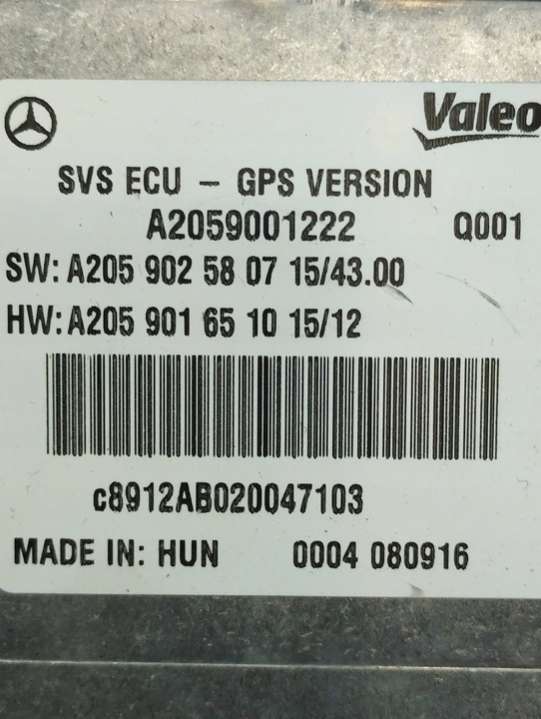 Valeo
SVS ECU - GPS VERSION
A2059001222 Q001
SW: A205 902 58 07 15/43.00
HW: A205 901 65 10 15/12
c8912AB020047103
MADE IN: HUN 0004 080916